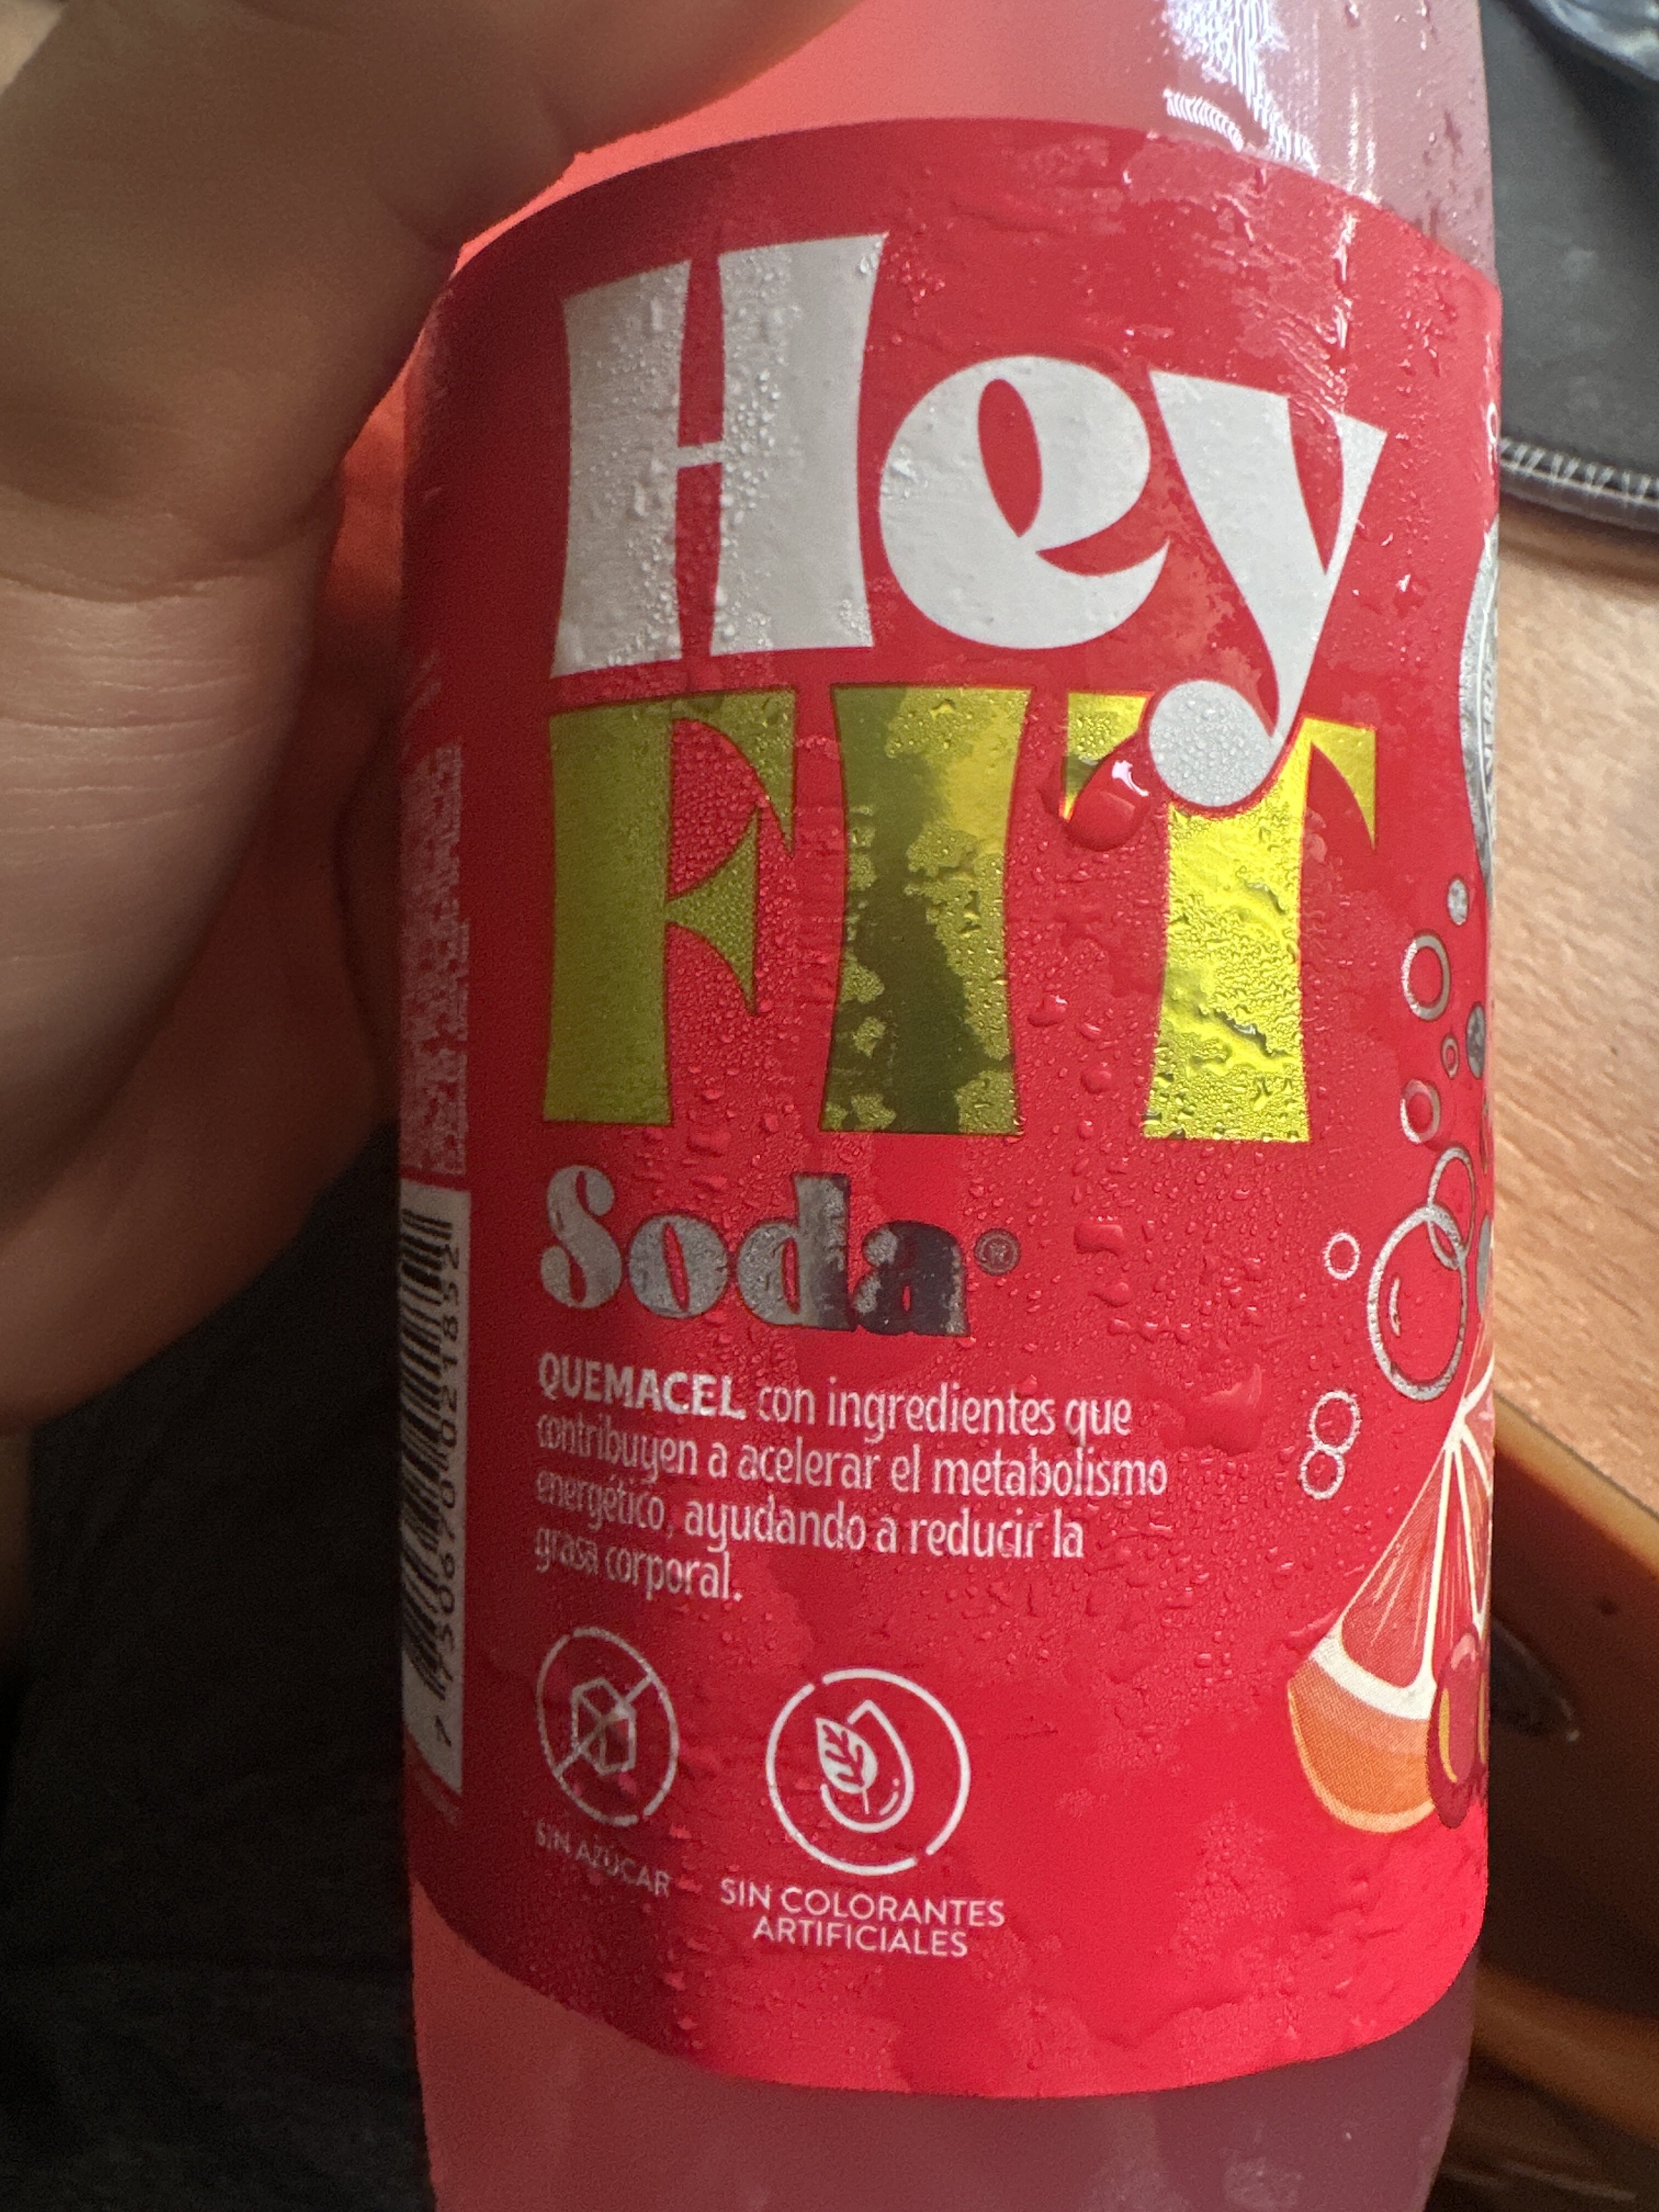 Hey
FIT
Soda®
QUEMACEL con ingredientes que
contribuyen a acelerar el metabolismo
energético, ayudando a reducir la
grasa corporal.
SIN AZÚCAR
SIN COLORANTES
ARTIFICIALES